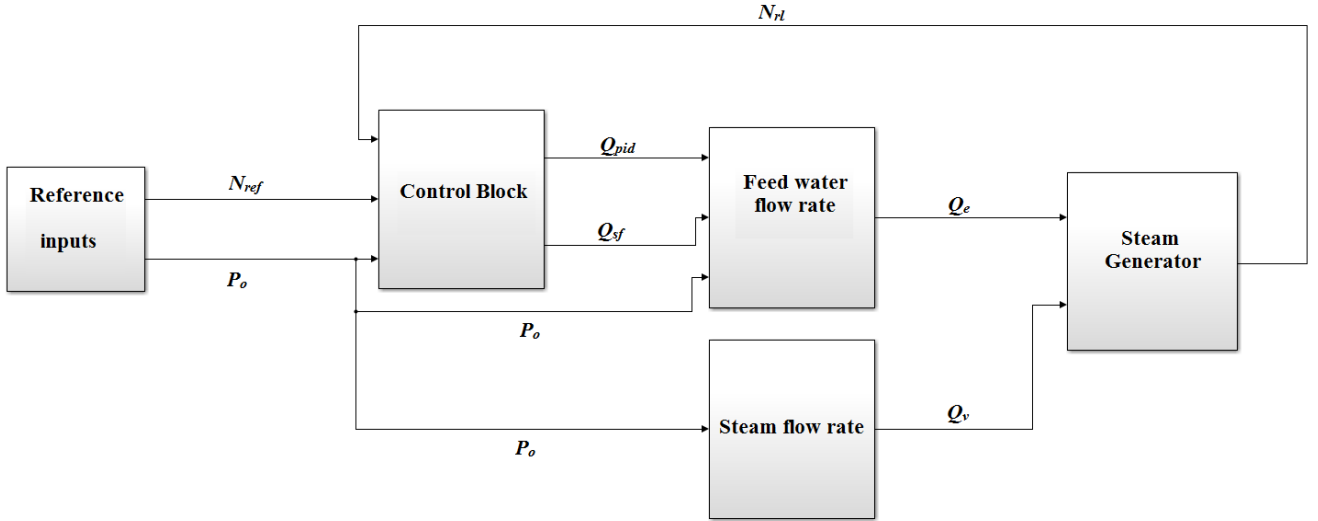 N_rl
Reference
inputs
N_ref
P_o
Control Block
Q_pid
Q_sf
P_o
Feed water
flow rate
Q_e
Steam
Generator
Steam flow rate
P_o
Q_v